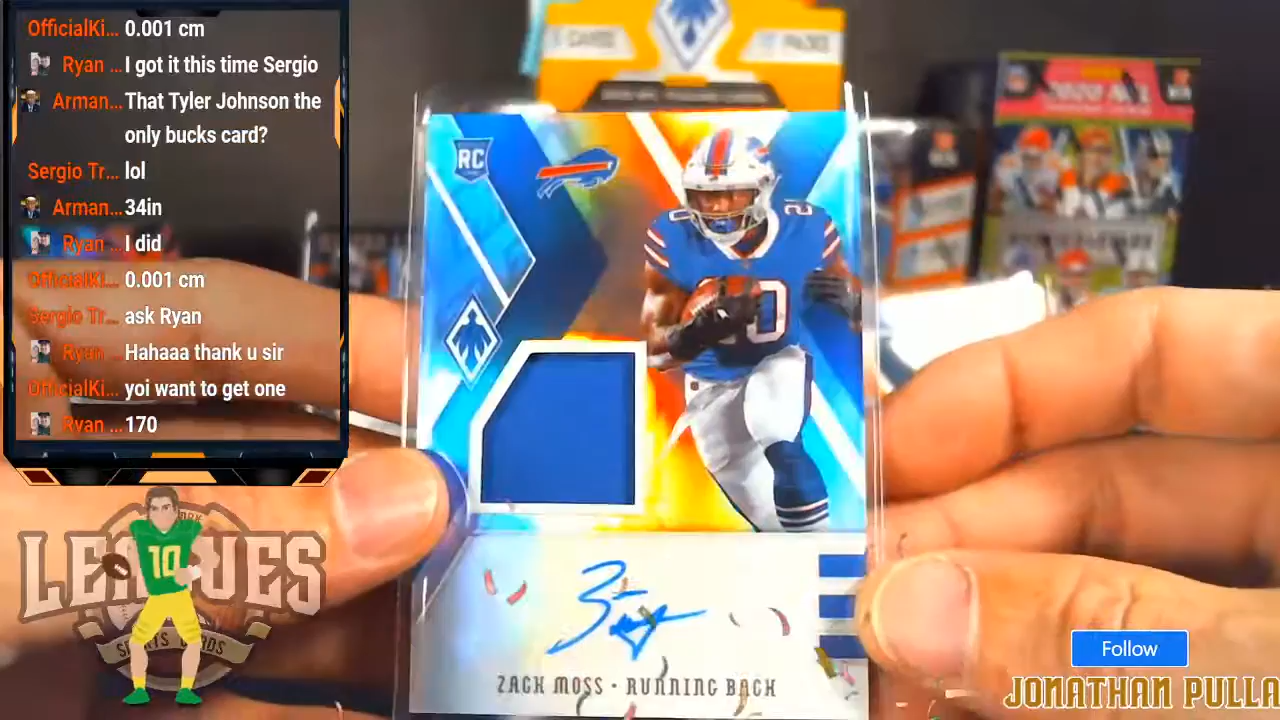 OfficialKi... 0.001 cm
Ryan ... I got it this time Sergio
Arman... That Tyler Johnson the
only bucks card?
Sergio Tr... lol
Arman... 34in
Ryan ... I did
OfficialKi... 0.001 cm
Sergio Tr... ask Ryan
Ryan ... Hahaaa thank u sir
OfficialKi... yoi want to get one
Ryan ... 170
RC
20
20
ZACK MOSS · RUNNING BACK
LEAGUES
10
SPORTS CARDS
Follow
JONATHAN PULLA